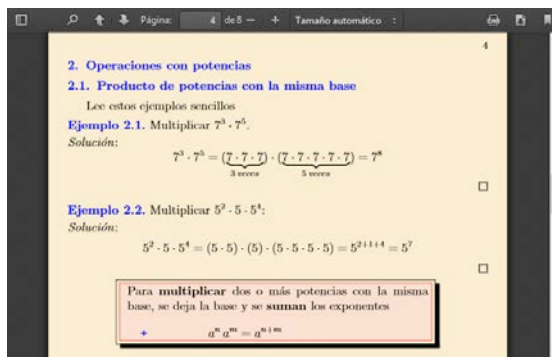 Página: 4 de 8 — + Tamaño automático
4
2. Operaciones con potencias
2.1. Producto de potencias con la misma base
Lee estos ejemplos sencillos
Ejemplo 2.1. Multiplicar 7³ · 7⁵.
Solución:
7³ · 7⁵ = (7 · 7 · 7) · (7 · 7 · 7 · 7 · 7) = 7⁸
3 veces 5 veces
Ejemplo 2.2. Multiplicar 5² · 5 · 5⁴:
Solución:
5² · 5 · 5⁴ = (5 · 5) · (5) · (5 · 5 · 5 · 5) = 5²⁺¹⁺⁴ = 5⁷
Para multiplicar dos o más potencias con la misma
base, se deja la base y se suman los exponentes
+ aⁿ aᵐ = aⁿ⁺ᵐ